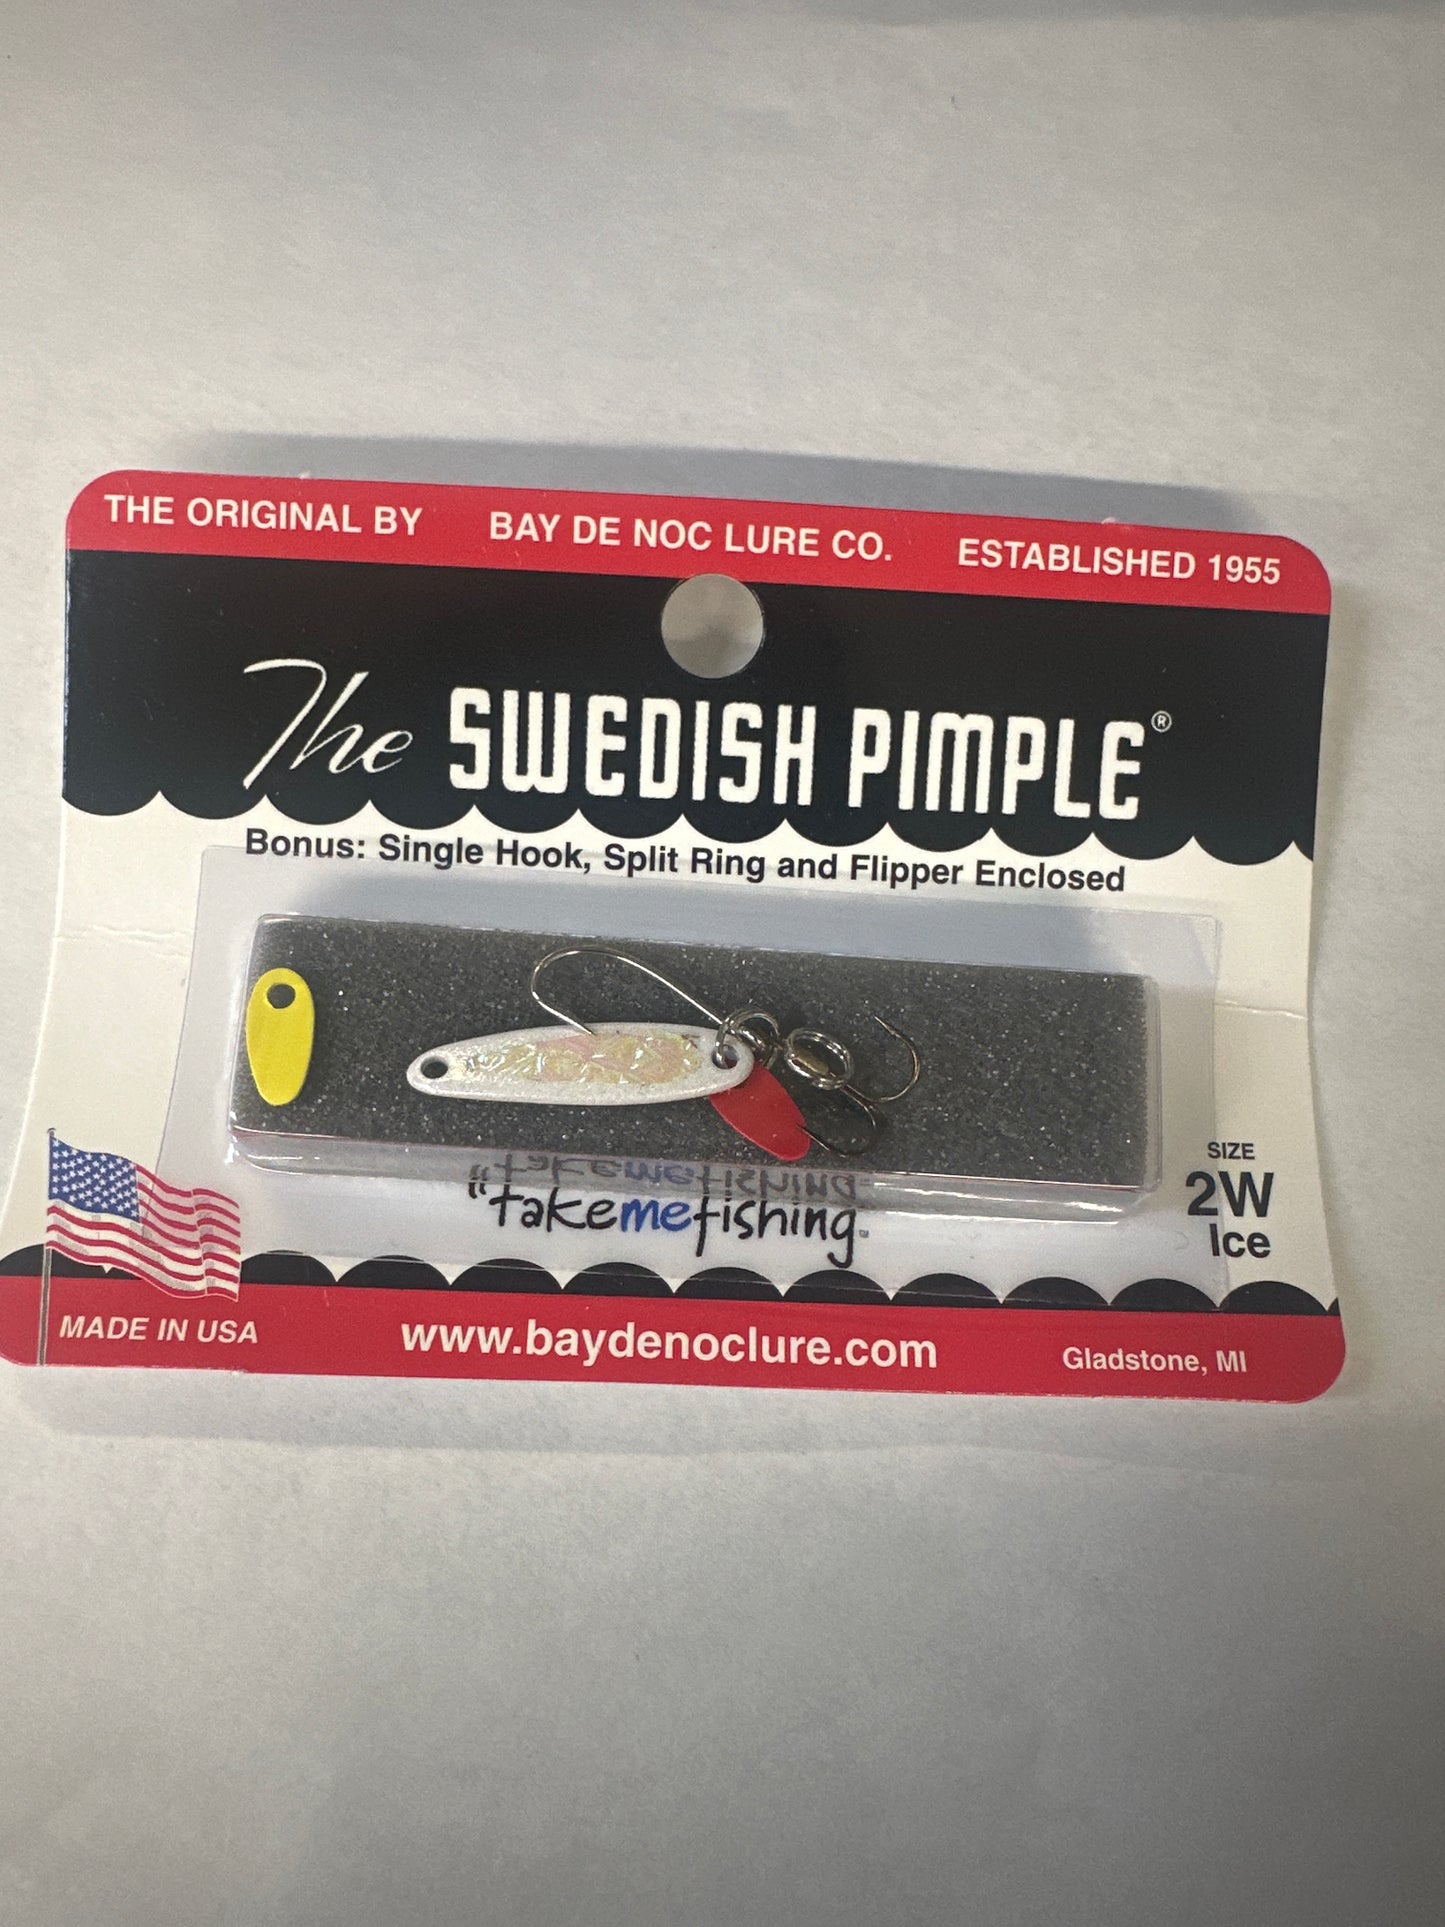 THE ORIGINAL BY BAY DE NOC LURE CO. ESTABLISHED 1955
The SWEDISH PIMPLE®
Bonus: Single Hook, Split Ring and Flipper Enclosed
"takemefishing
SIZE
2W
Ice
MADE IN USA www.baydenoclure.com Gladstone, MI